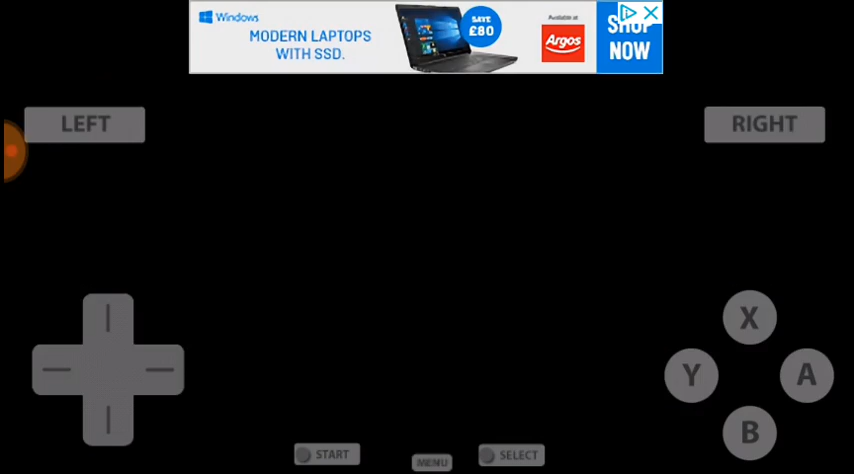 Windows
MODERN LAPTOPS
WITH SSD.
SAVE
£80
Available at
Argos
SHOP
NOW
LEFT
RIGHT
X
Y
A
B
START
MENU
SELECT